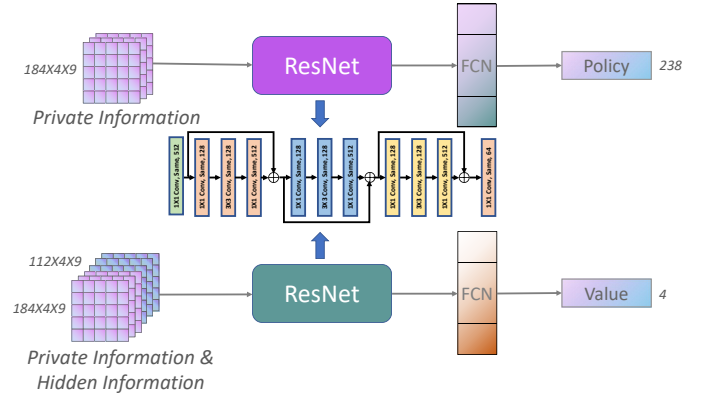 184X4X9
Private Information
ResNet
FCN
Policy
238
1X1 Conv, Same, 512
1X1 Conv, Same, 128
3X3 Conv, Same, 128
1X1 Conv, Same, 512
1X1 Conv, Same, 128
3X3 Conv, Same, 128
1X1 Conv, Same, 512
1X1 Conv, Same, 128
3X3 Conv, Same, 128
1X1 Conv, Same, 512
1X1 Conv, Same, 64
112X4X9
184X4X9
Private Information &
Hidden Information
ResNet
FCN
Value
4